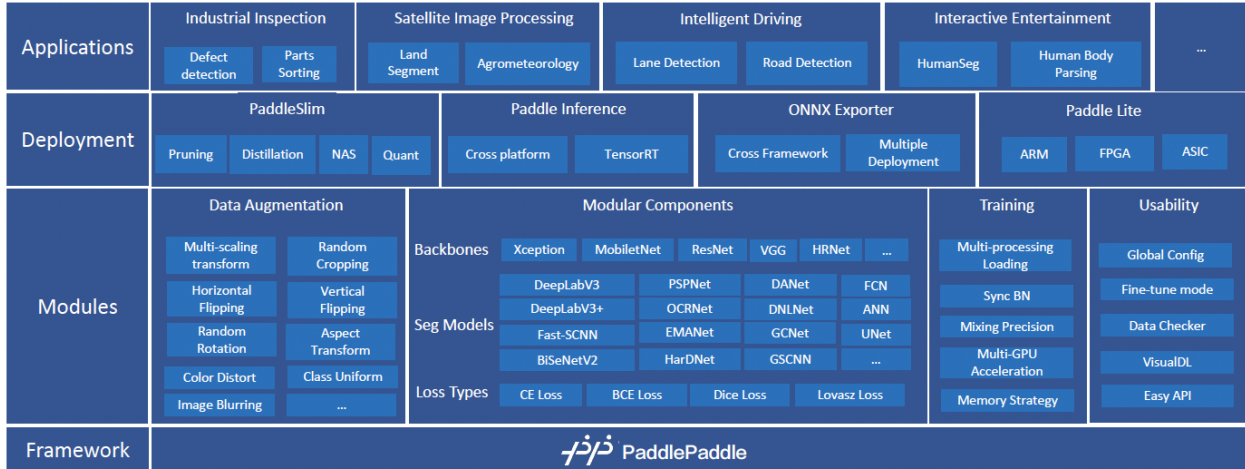 Applications
Industrial Inspection
Defect
detection
Parts
Sorting
Satellite Image Processing
Land
Segment
Agrometeorology
Intelligent Driving
Lane Detection
Road Detection
Interactive Entertainment
HumanSeg
Human Body
Parsing
...
Deployment
PaddleSlim
Pruning
Distillation
NAS
Quant
Paddle Inference
Cross platform
TensorRT
ONNX Exporter
Cross Framework
Multiple
Deployment
Paddle Lite
ARM
FPGA
ASIC
Modules
Data Augmentation
Multi-scaling
transform
Random
Cropping
Horizontal
Flipping
Vertical
Flipping
Random
Rotation
Aspect
Transform
Color Distort
Class Uniform
Image Blurring
...
Modular Components
Backbones
Xception
MobiletNet
ResNet
VGG
HRNet
...
Seg Models
DeepLabV3
PSPNet
DANet
FCN
DeepLabV3+
OCRNet
DNLNet
ANN
Fast-SCNN
EMANet
GCNet
UNet
BiSeNetV2
HarDNet
GSCNN
...
Loss Types
CE Loss
BCE Loss
Dice Loss
Lovasz Loss
Training
Multi-processing
Loading
Sync BN
Mixing Precision
Multi-GPU
Acceleration
Memory Strategy
Usability
Global Config
Fine-tune mode
Data Checker
VisualDL
Easy API
Framework
PaddlePaddle